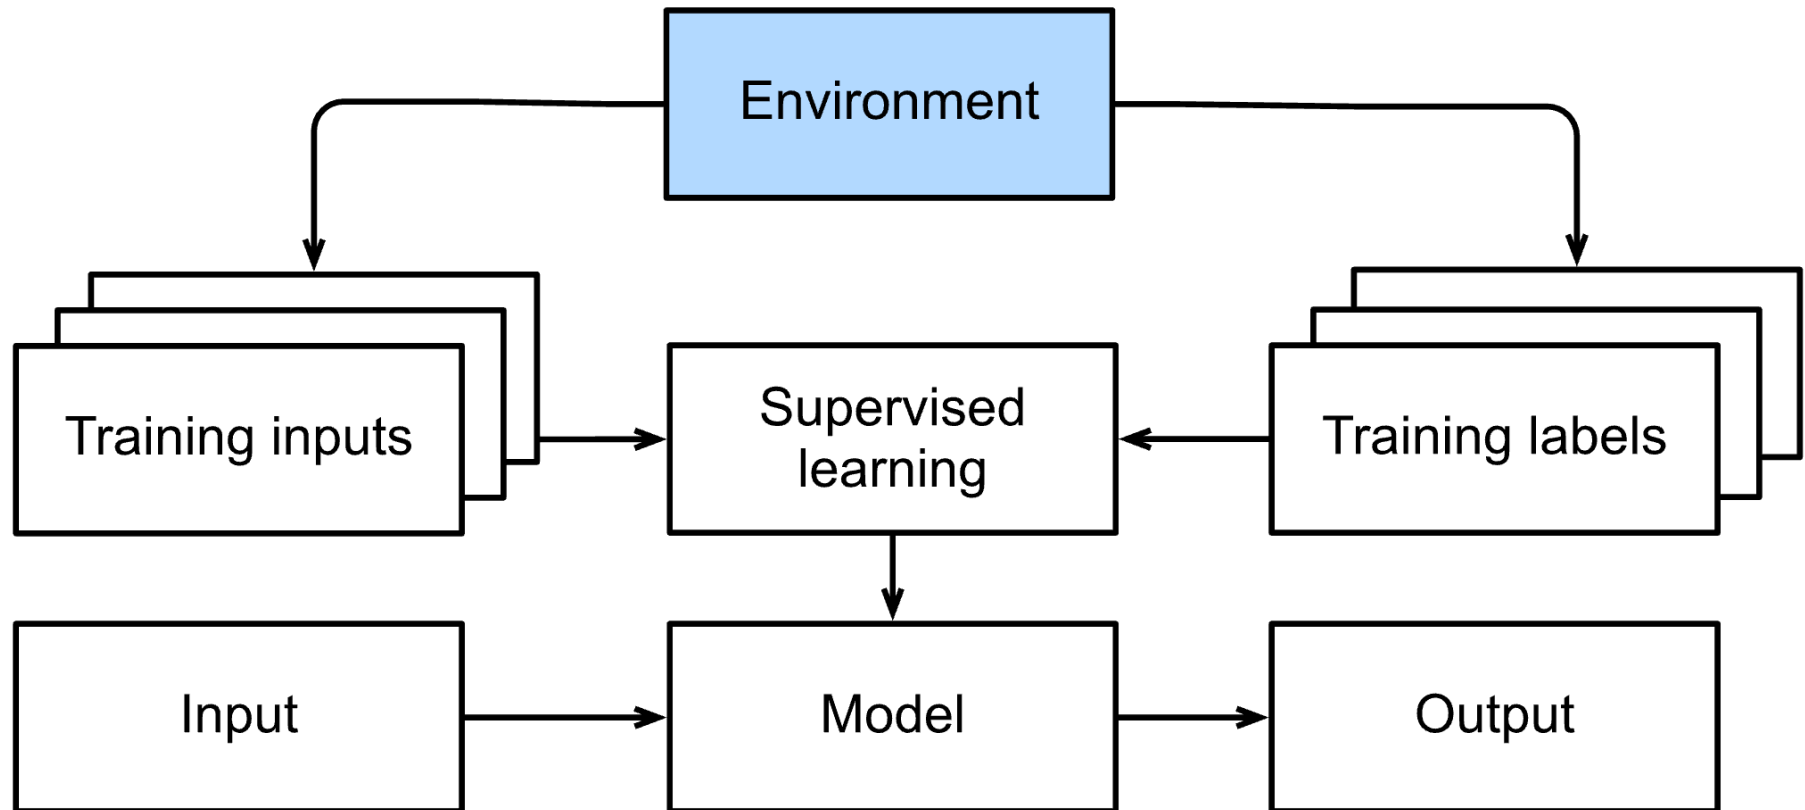 Environment
Training inputs
Supervised
learning
Training labels
Input
Model
Output